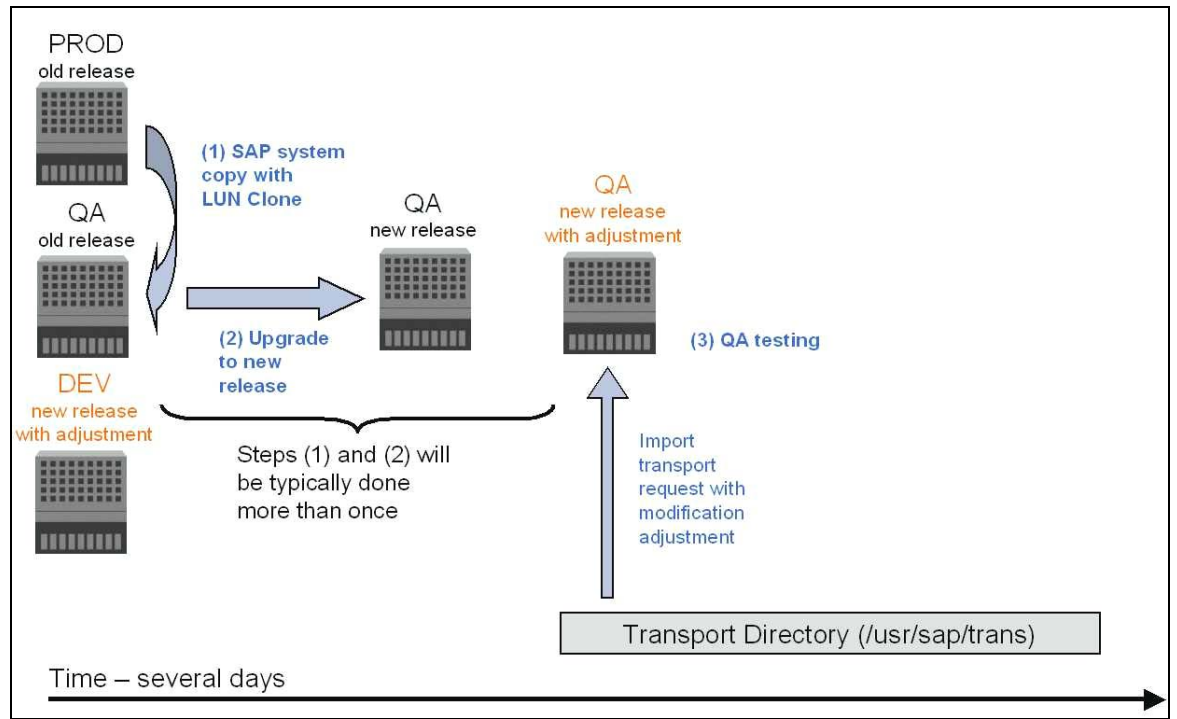 PROD
old release
(1) SAP system
copy with
LUN Clone
QA
old release
QA
new release
QA
new release
with adjustment
(2) Upgrade
to new
release
(3) QA testing
DEV
new release
with adjustment
Steps (1) and (2) will
be typically done
more than once
Import
transport
request with
modification
adjustment
Transport Directory (/usr/sap/trans)
Time – several days